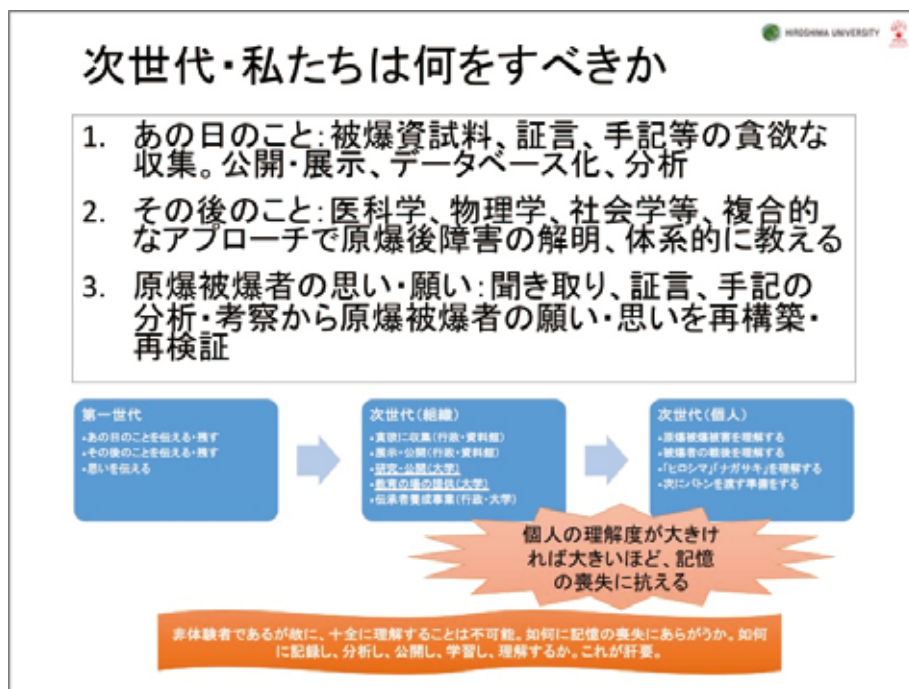 HIROSHIMA UNIVERSITY
次世代・私たちは何をすべきか
1. あの日のこと:被爆資試料、証言、手記等の貪欲な
収集。公開・展示、データベース化、分析
2. その後のこと:医科学、物理学、社会学等、複合的
なアプローチで原爆後障害の解明、体系的に教える
3. 原爆被爆者の思い・願い:聞き取り、証言、手記の
分析・考察から原爆被爆者の願い・思いを再構築・
再検証
第一世代
•あの日のことを伝える・残す
•その後のことを伝える・残す
•思いを伝える
次世代(組織)
•貪欲に収集(行政・資料館)
•展示・公開(行政・資料館)
•研究・公開(大学)
•教育の場の提供(大学)
•伝承者養成事業(行政・大学)
次世代(個人)
•原爆被爆被害を理解する
•被爆者の戦後を理解する
•「ヒロシマ」「ナガサキ」を理解する
•次にバトンを渡す準備をする
個人の理解度が大きけ
れば大きいほど、記憶
の喪失に抗える
非体験者であるが故に、十全に理解することは不可能。如何に記憶の喪失にあらがうか。如何
に記録し、分析し、公開し、学習し、理解するか。これが肝要。